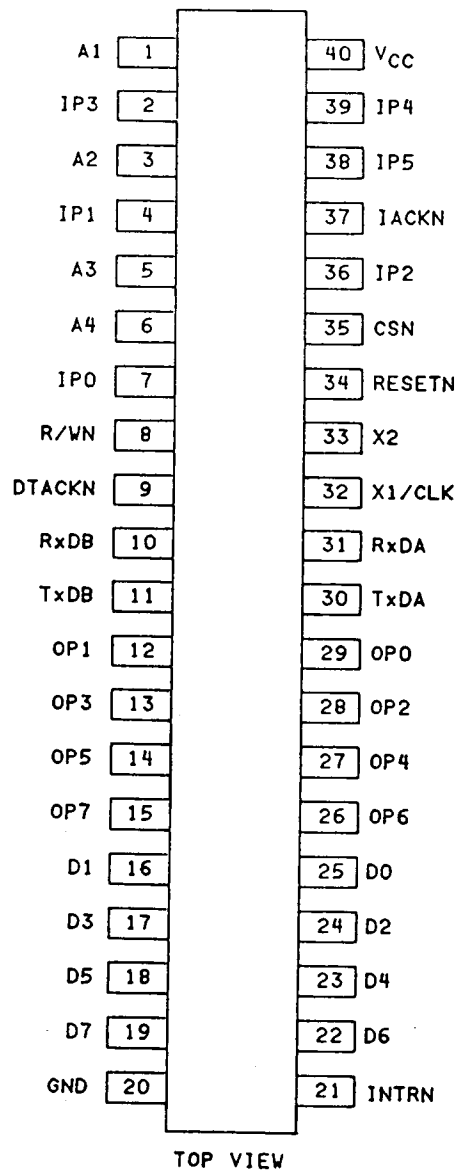 A1 1 40 VCC
IP3 2 39 IP4
A2 3 38 IP5
IP1 4 37 IACKN
A3 5 36 IP2
A4 6 35 CSN
IP0 7 34 RESETN
R/WN 8 33 X2
DTACKN 9 32 X1/CLK
RxDB 10 31 RxDA
TxDB 11 30 TxDA
OP1 12 29 OP0
OP3 13 28 OP2
OP5 14 27 OP4
OP7 15 26 OP6
D1 16 25 D0
D3 17 24 D2
D5 18 23 D4
D7 19 22 D6
GND 20 21 INTRN
TOP VIEW